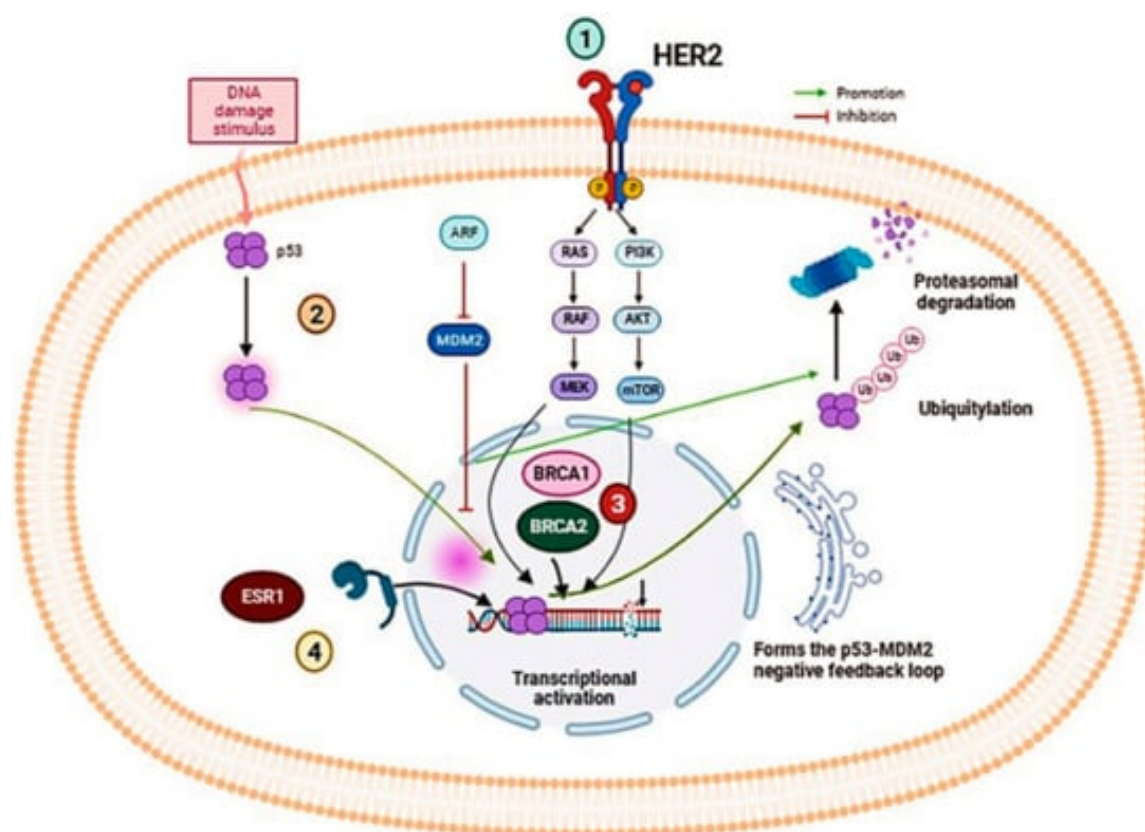 1
HER2
DNA
damage
stimulus
Promotion
Inhibition
P
P
p53
ARF
RAS
PI3K
2
MDM2
RAF
AKT
MEK
mTOR
Proteasomal
degradation
Ub
Ub
Ub
Ub
Ubiquitylation
BRCA1
3
BRCA2
ESR1
4
Transcriptional
activation
Forms the p53-MDM2
negative feedback loop